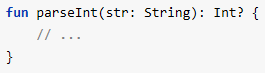 fun parseInt(str: String): Int? {
    // ...
}